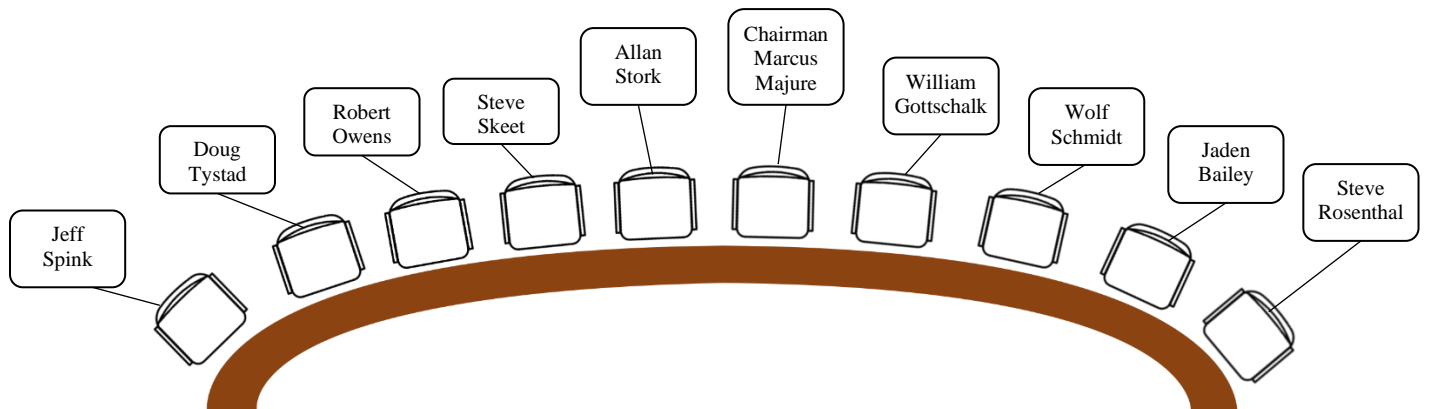 Jeff
Spink
Doug
Tystad
Robert
Owens
Steve
Skeet
Allan
Stork
Chairman
Marcus
Majure
William
Gottschalk
Wolf
Schmidt
Jaden
Bailey
Steve
Rosenthal